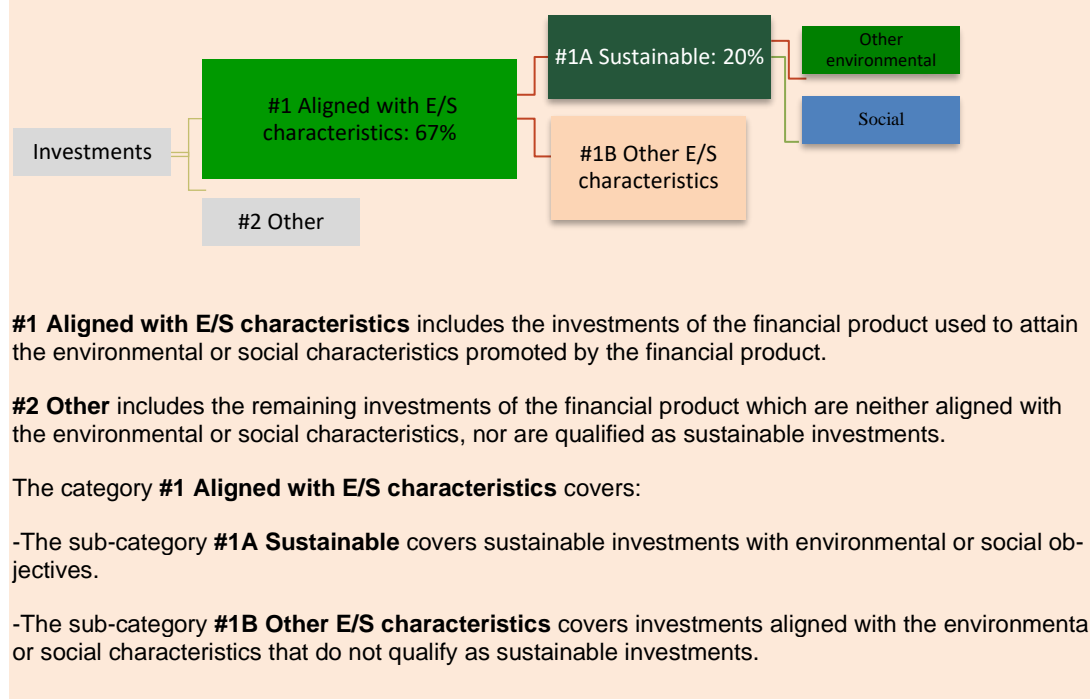 Investments
#1 Aligned with E/S
characteristics: 67%
#2 Other
#1A Sustainable: 20%
#1B Other E/S
characteristics
Other
environmental
Social
#1 Aligned with E/S characteristics includes the investments of the financial product used to attain
the environmental or social characteristics promoted by the financial product.
#2 Other includes the remaining investments of the financial product which are neither aligned with
the environmental or social characteristics, nor are qualified as sustainable investments.
The category #1 Aligned with E/S characteristics covers:
-The sub-category #1A Sustainable covers sustainable investments with environmental or social ob-
jectives.
-The sub-category #1B Other E/S characteristics covers investments aligned with the environmenta
or social characteristics that do not qualify as sustainable investments.